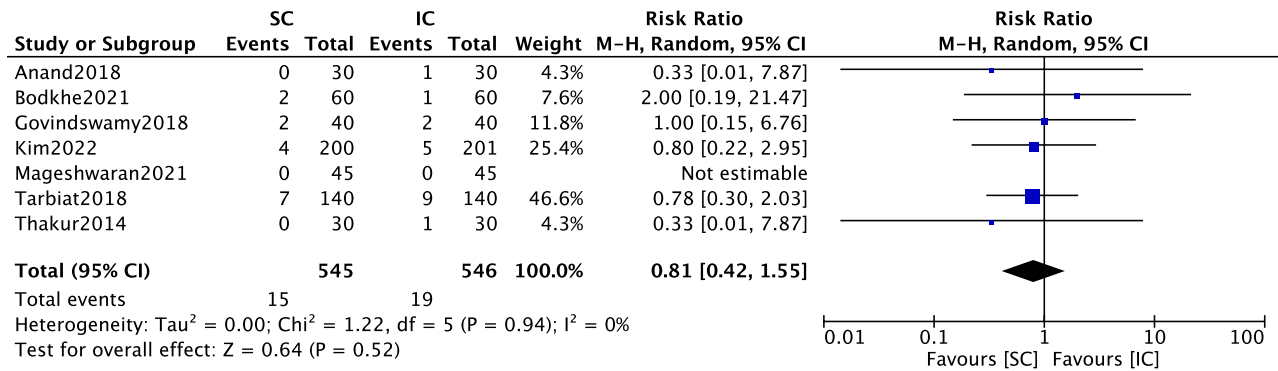 SC IC Risk Ratio Risk Ratio
Study or Subgroup Events Total Events Total Weight M-H, Random, 95% CI M-H, Random, 95% CI
Anand2018 0 30 1 30 4.3% 0.33 [0.01, 7.87]
Bodkhe2021 2 60 1 60 7.6% 2.00 [0.19, 21.47]
Govindswamy2018 2 40 2 40 11.8% 1.00 [0.15, 6.76]
Kim2022 4 200 5 201 25.4% 0.80 [0.22, 2.95]
Mageshwaran2021 0 45 0 45 Not estimable
Tarbiat2018 7 140 9 140 46.6% 0.78 [0.30, 2.03]
Thakur2014 0 30 1 30 4.3% 0.33 [0.01, 7.87]
Total (95% CI) 545 546 100.0% 0.81 [0.42, 1.55]
Total events 15 19
Heterogeneity: Tau² = 0.00; Chi² = 1.22, df = 5 (P = 0.94); I² = 0%
Test for overall effect: Z = 0.64 (P = 0.52)
0.01 0.1 1 10 100
Favours [SC] Favours [IC]